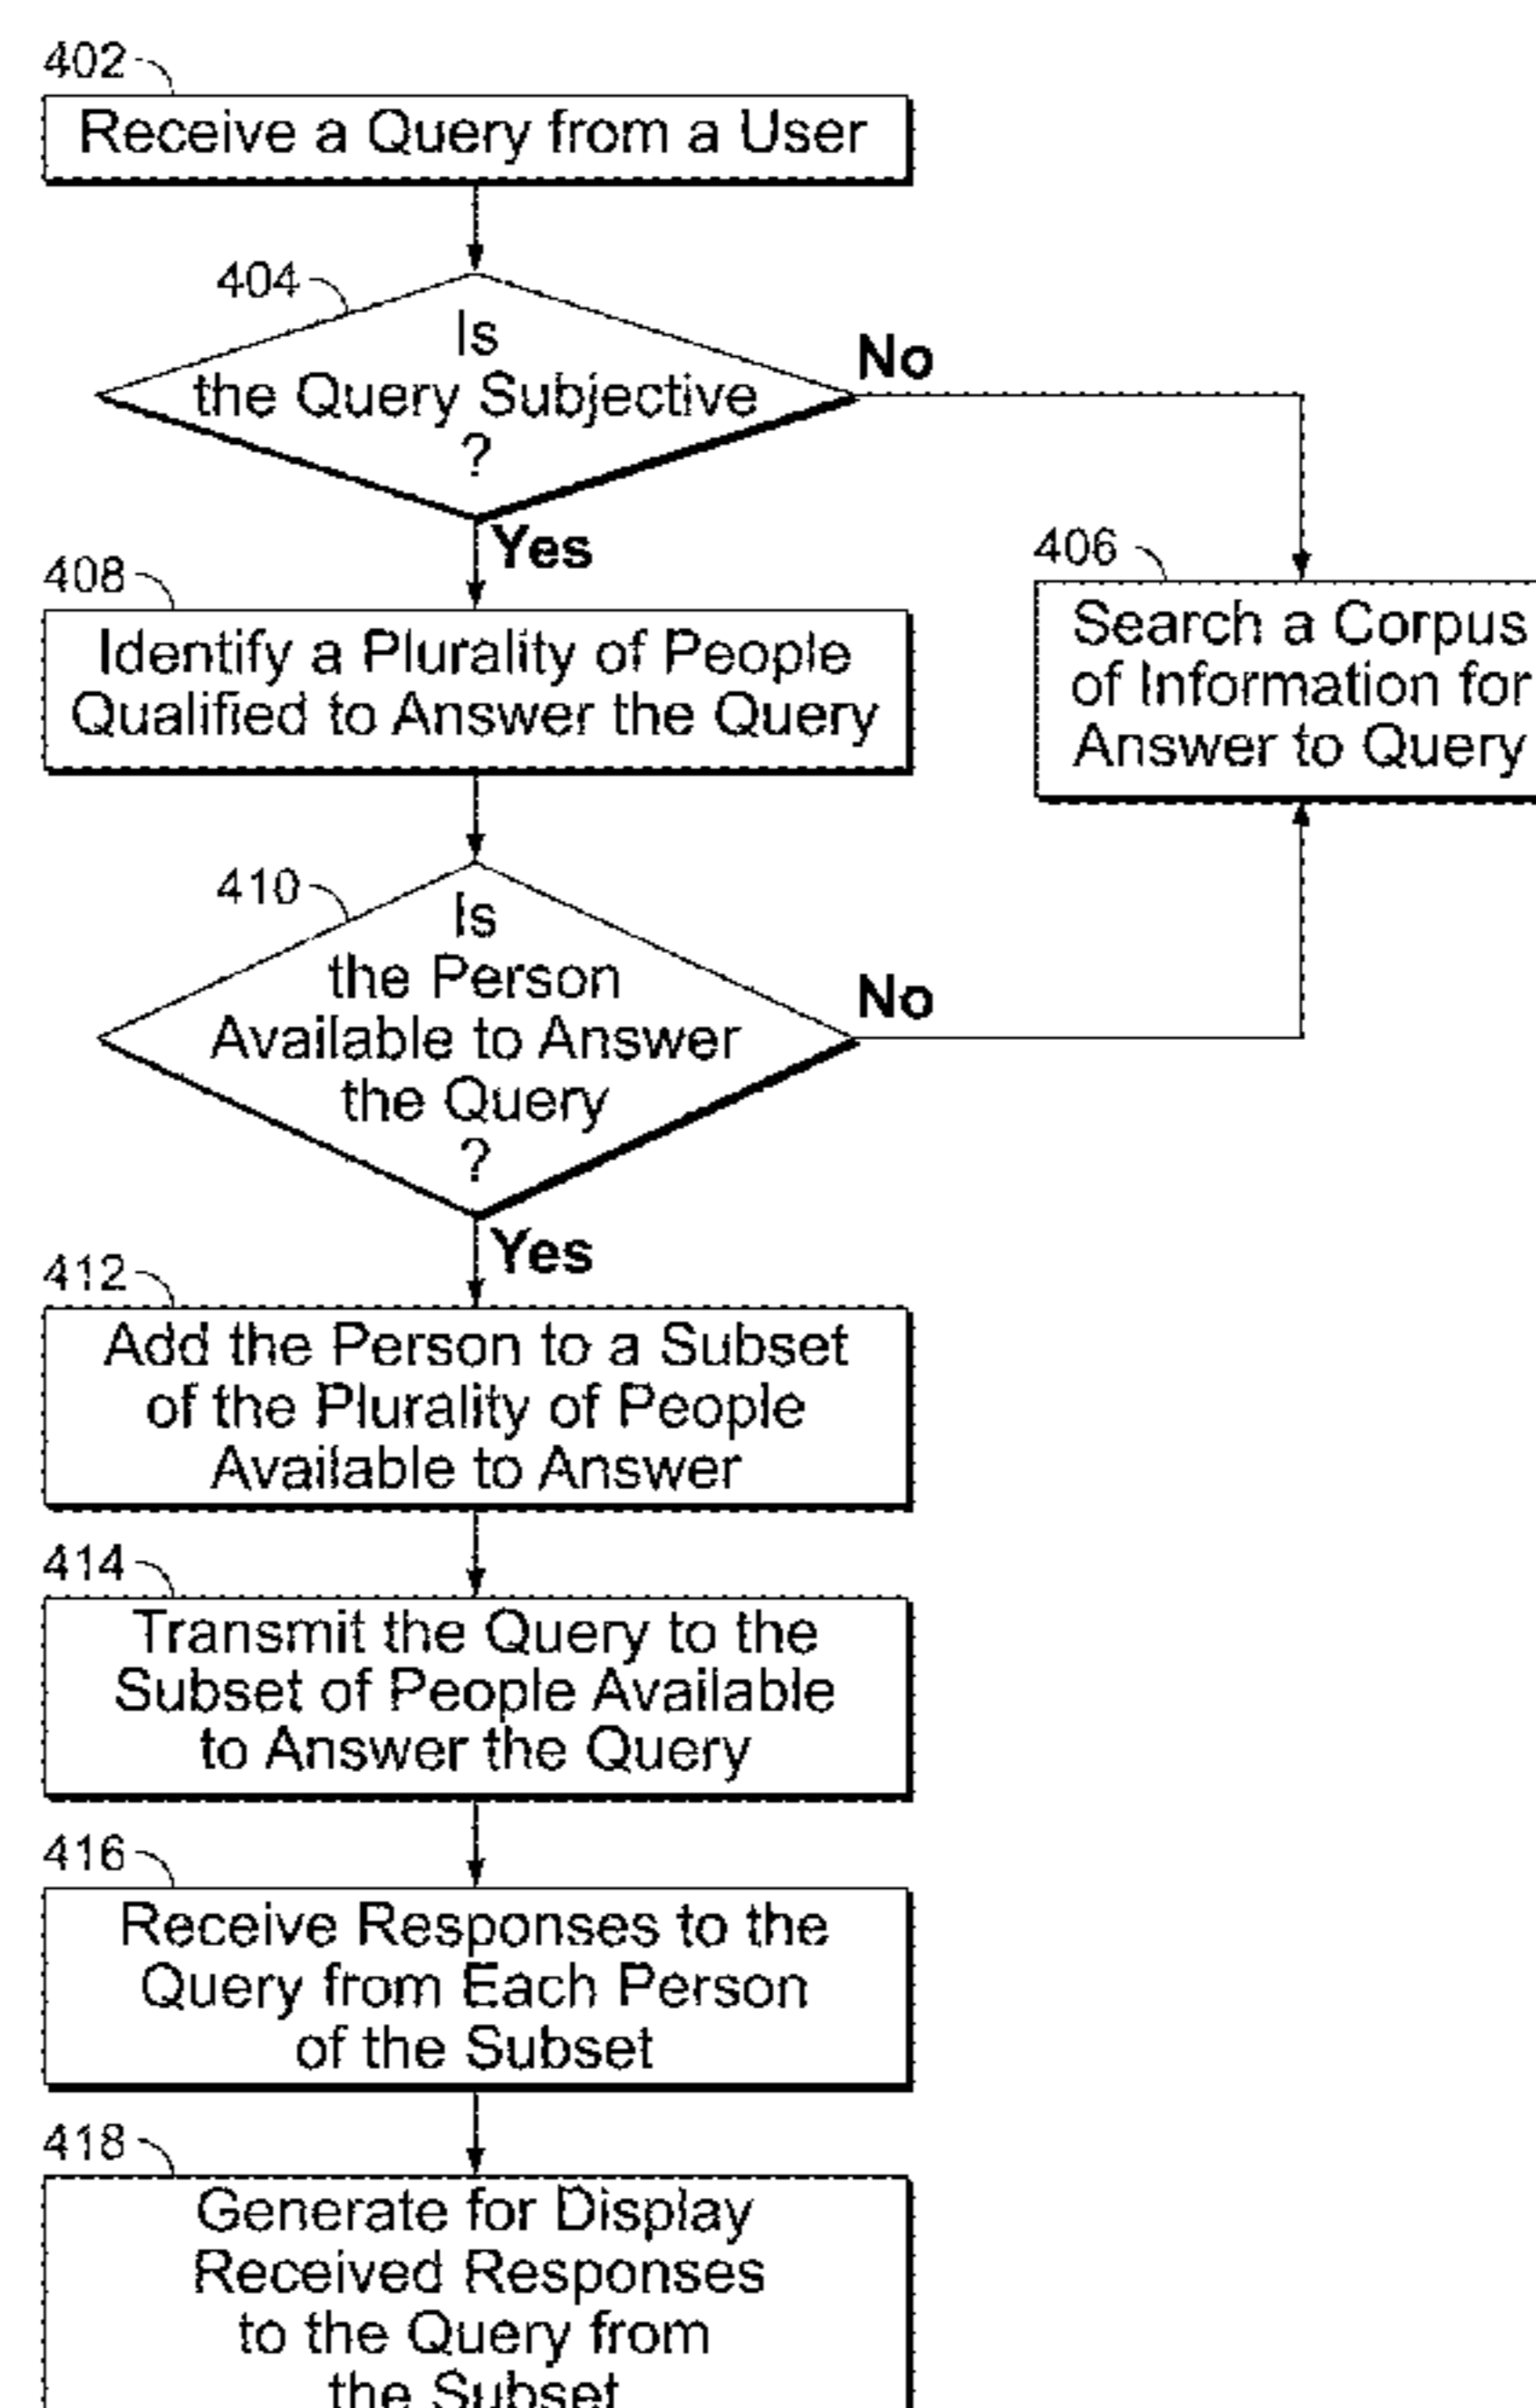 402
Receive a Query from a User
404
Is
the Query Subjective
?
No
Yes
406
Search a Corpus
of Information for
Answer to Query
408
Identify a Plurality of People
Qualified to Answer the Query
410
Is
the Person
Available to Answer
the Query
?
No
Yes
412
Add the Person to a Subset
of the Plurality of People
Available to Answer
414
Transmit the Query to the
Subset of People Available
to Answer the Query
416
Receive Responses to the
Query from Each Person
of the Subset
418
Generate for Display
Received Responses
to the Query from
the Subset